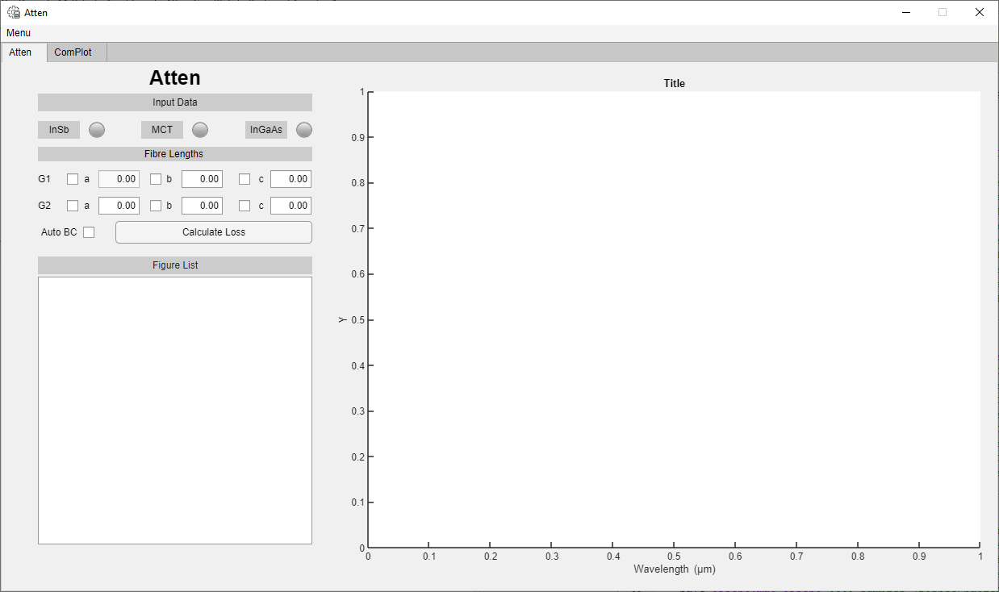 Atten
Menu
Atten ComPlot
Atten
Input Data
InSb MCT InGaAs
Fibre Lengths
G1 a 0.00 b 0.00 c 0.00
G2 a 0.00 b 0.00 c 0.00
Auto BC Calculate Loss
Figure List
Title
1
0.9
0.8
0.7
0.6
Y 0.5
0.4
0.3
0.2
0.1
0
0 0.1 0.2 0.3 0.4 0.5 0.6 0.7 0.8 0.9 1
Wavelength (μm)